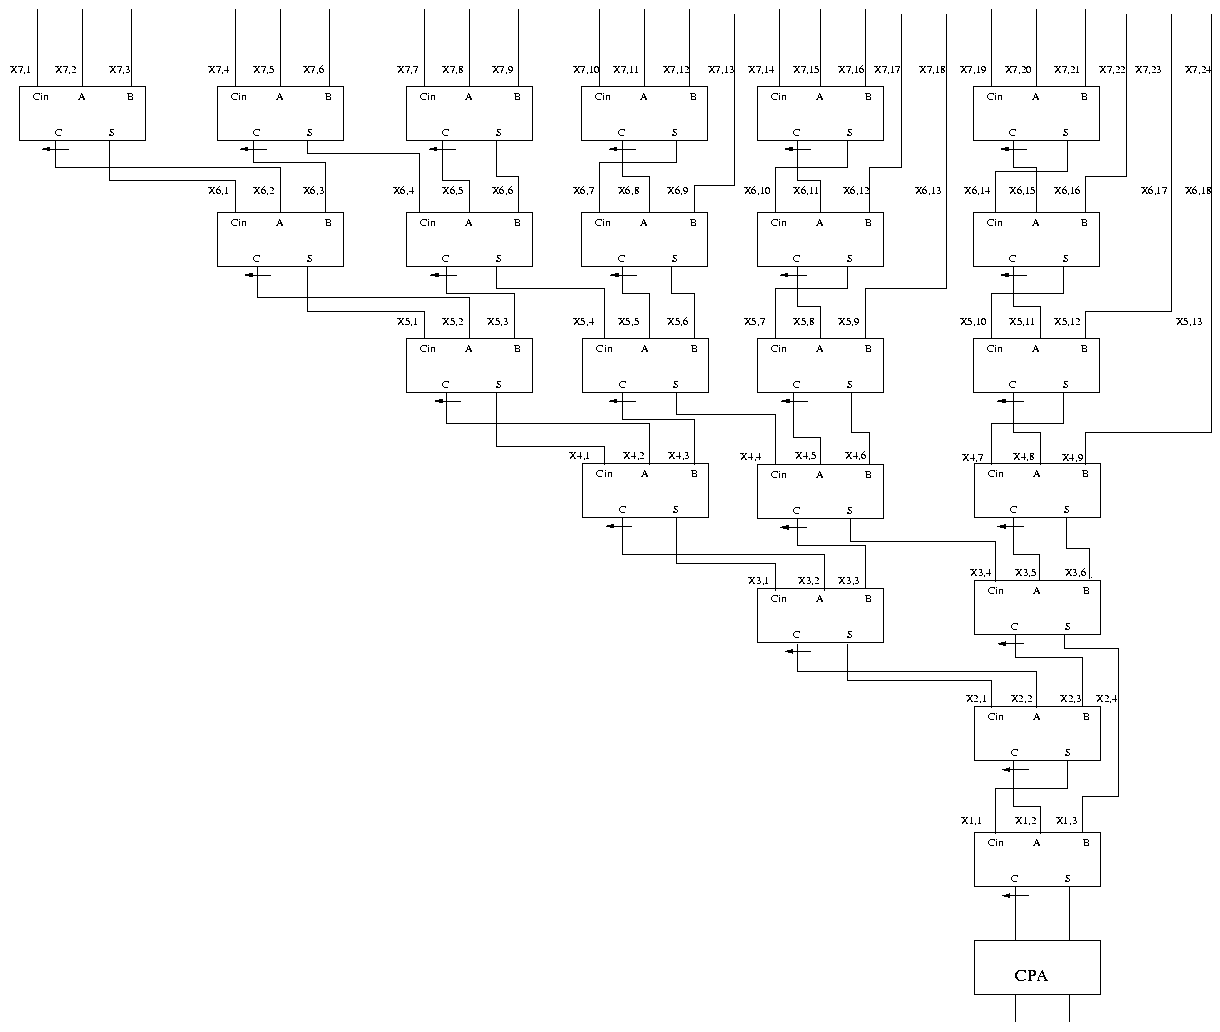 X7,1 X7,2 X7,3 X7,4 X7,5 X7,6 X7,7 X7,8 X7,9 X7,10 X7,11 X7,12 X7,13 X7,14 X7,15 X7,16 X7,17 X7,18 X7,19 X7,20 X7,21 X7,22 X7,23 X7,24
Cin A B Cin A B Cin A B Cin A B Cin A B Cin A B
C S C S C S C S C S C S
X6,1 X6,2 X6,3 X6,4 X6,5 X6,6 X6,7 X6,8 X6,9 X6,10 X6,11 X6,12 X6,13 X6,14 X6,15 X6,16 X6,17 X6,18
Cin A B Cin A B Cin A B Cin A B Cin A B
C S C S C S C S C S
X5,1 X5,2 X5,3 X5,4 X5,5 X5,6 X5,7 X5,8 X5,9 X5,10 X5,11 X5,12 X5,13
Cin A B Cin A B Cin A B Cin A B
C S C S C S C S
X4,1 X4,2 X4,3 X4,4 X4,5 X4,6 X4,7 X4,8 X4,9
Cin A B Cin A B Cin A B
C S C S C S
X3,1 X3,2 X3,3 X3,4 X3,5 X3,6
Cin A B Cin A B
C S C S
X2,1 X2,2 X2,3 X2,4
Cin A B
C S
X1,1 X1,2 X1,3
Cin A B
C S
CPA